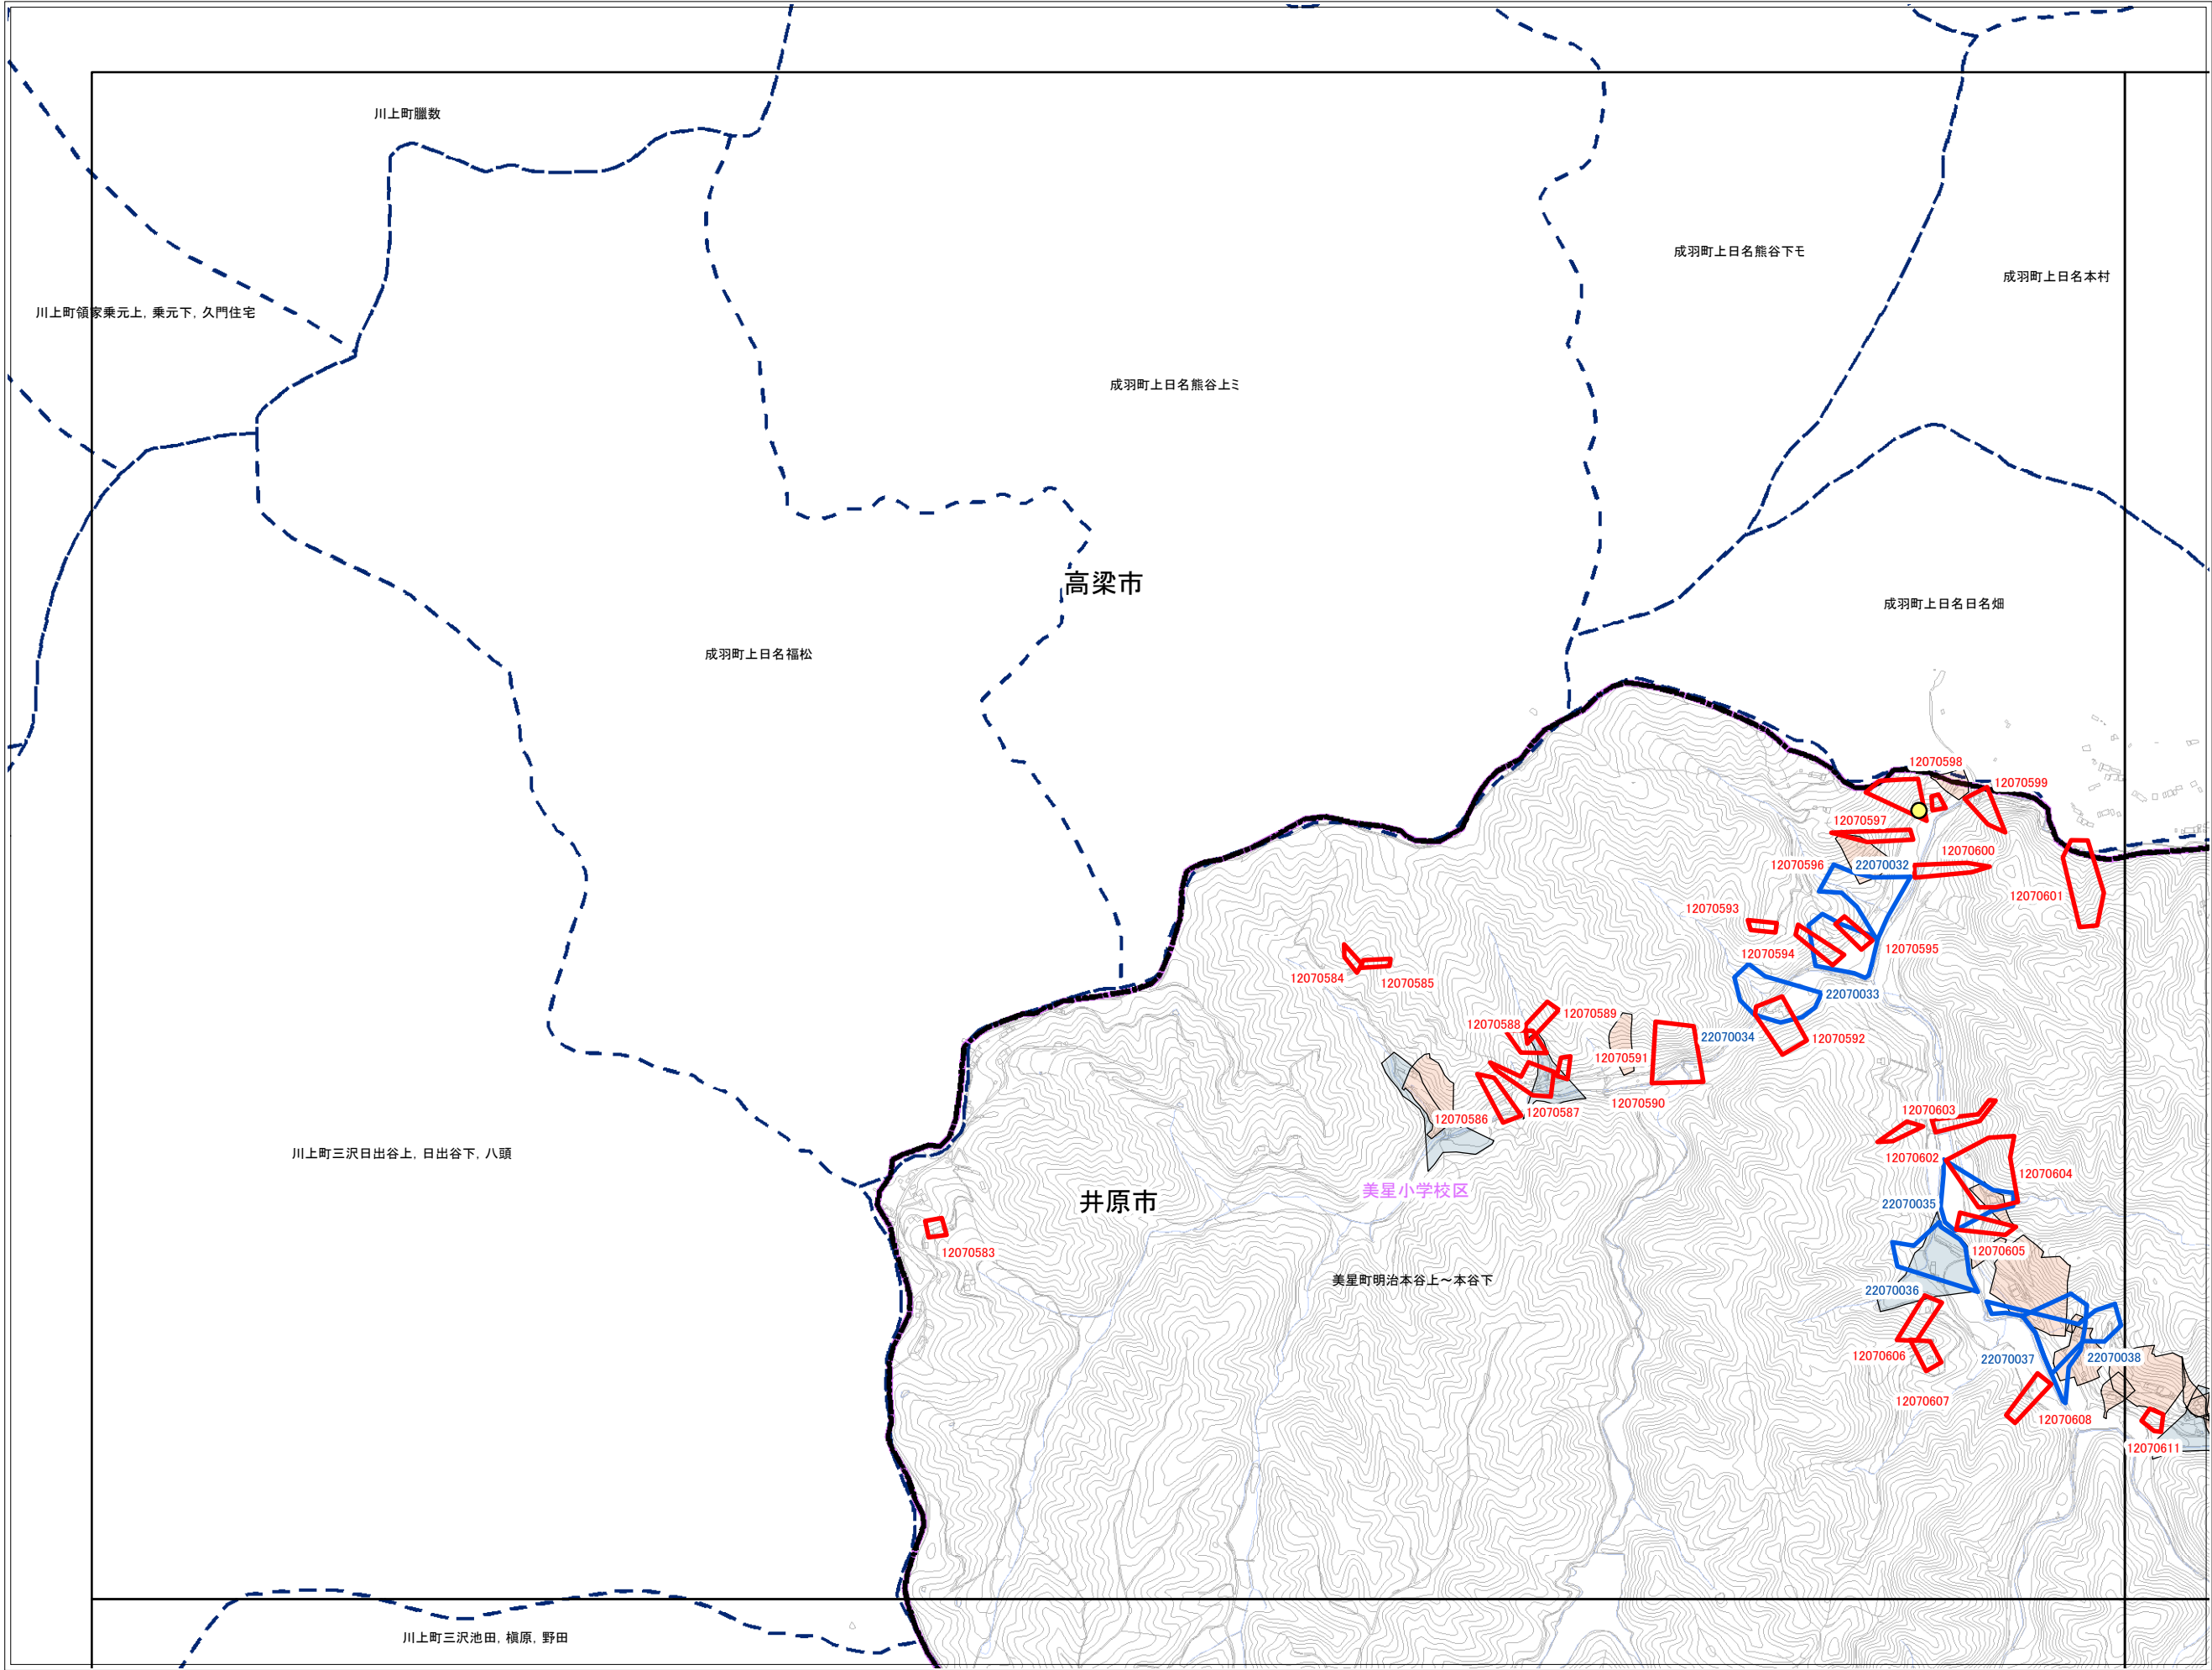 川上町臘数
成羽町上日名熊谷下モ
成羽町上日名本村
川上町領家乗元上, 乗元下, 久門住宅
成羽町上日名熊谷上ミ
高梁市
成羽町上日名日名畑
成羽町上日名福松
12070598
12070599
12070597
12070600
12070596
22070032
12070601
12070593
12070594
12070595
12070584
12070585
22070033
12070589
12070588
22070034
12070592
12070591
12070590
12070587
12070586
12070603
川上町三沢日出谷上, 日出谷下, 八頭
12070602
12070604
美星小学校区
井原市
22070035
12070583
12070605
美星町明治本谷上～本谷下
22070036
12070606
22070037
22070038
12070607
12070608
12070611
川上町三沢池田, 槇原, 野田